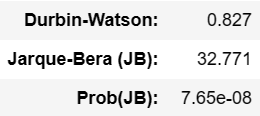 Durbin-Watson: 0.827
Jarque-Bera (JB): 32.771
Prob(JB): 7.65e-08